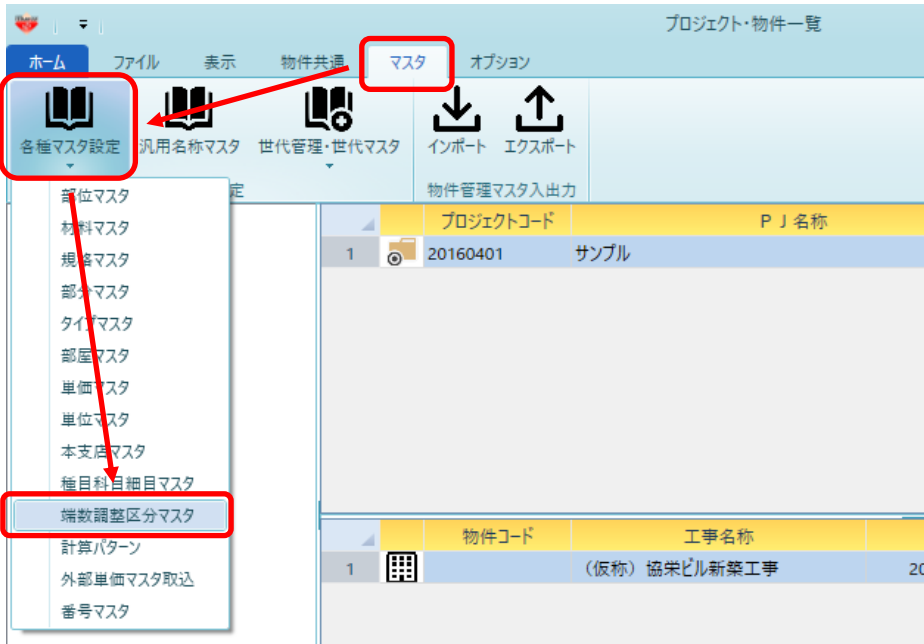 プロジェクト・物件一覧
ホーム ファイル 表示 物件共通 マスタ オプション
各種マスタ設定 汎用名称マスタ 世代管理・世代マスタ インポート エクスポート
定 物件管理マスタ入出力
部位マスタ
材料マスタ
規格マスタ
部分マスタ
タイプマスタ
部屋マスタ
単価マスタ
単位マスタ
本支店マスタ
種目科目細目マスタ
端数調整区分マスタ
計算パターン
外部単価マスタ取込
番号マスタ
プロジェクトコード PJ名称
1 20160401 サンプル
物件コード 工事名称
1 (仮称) 協栄ビル新築工事 20